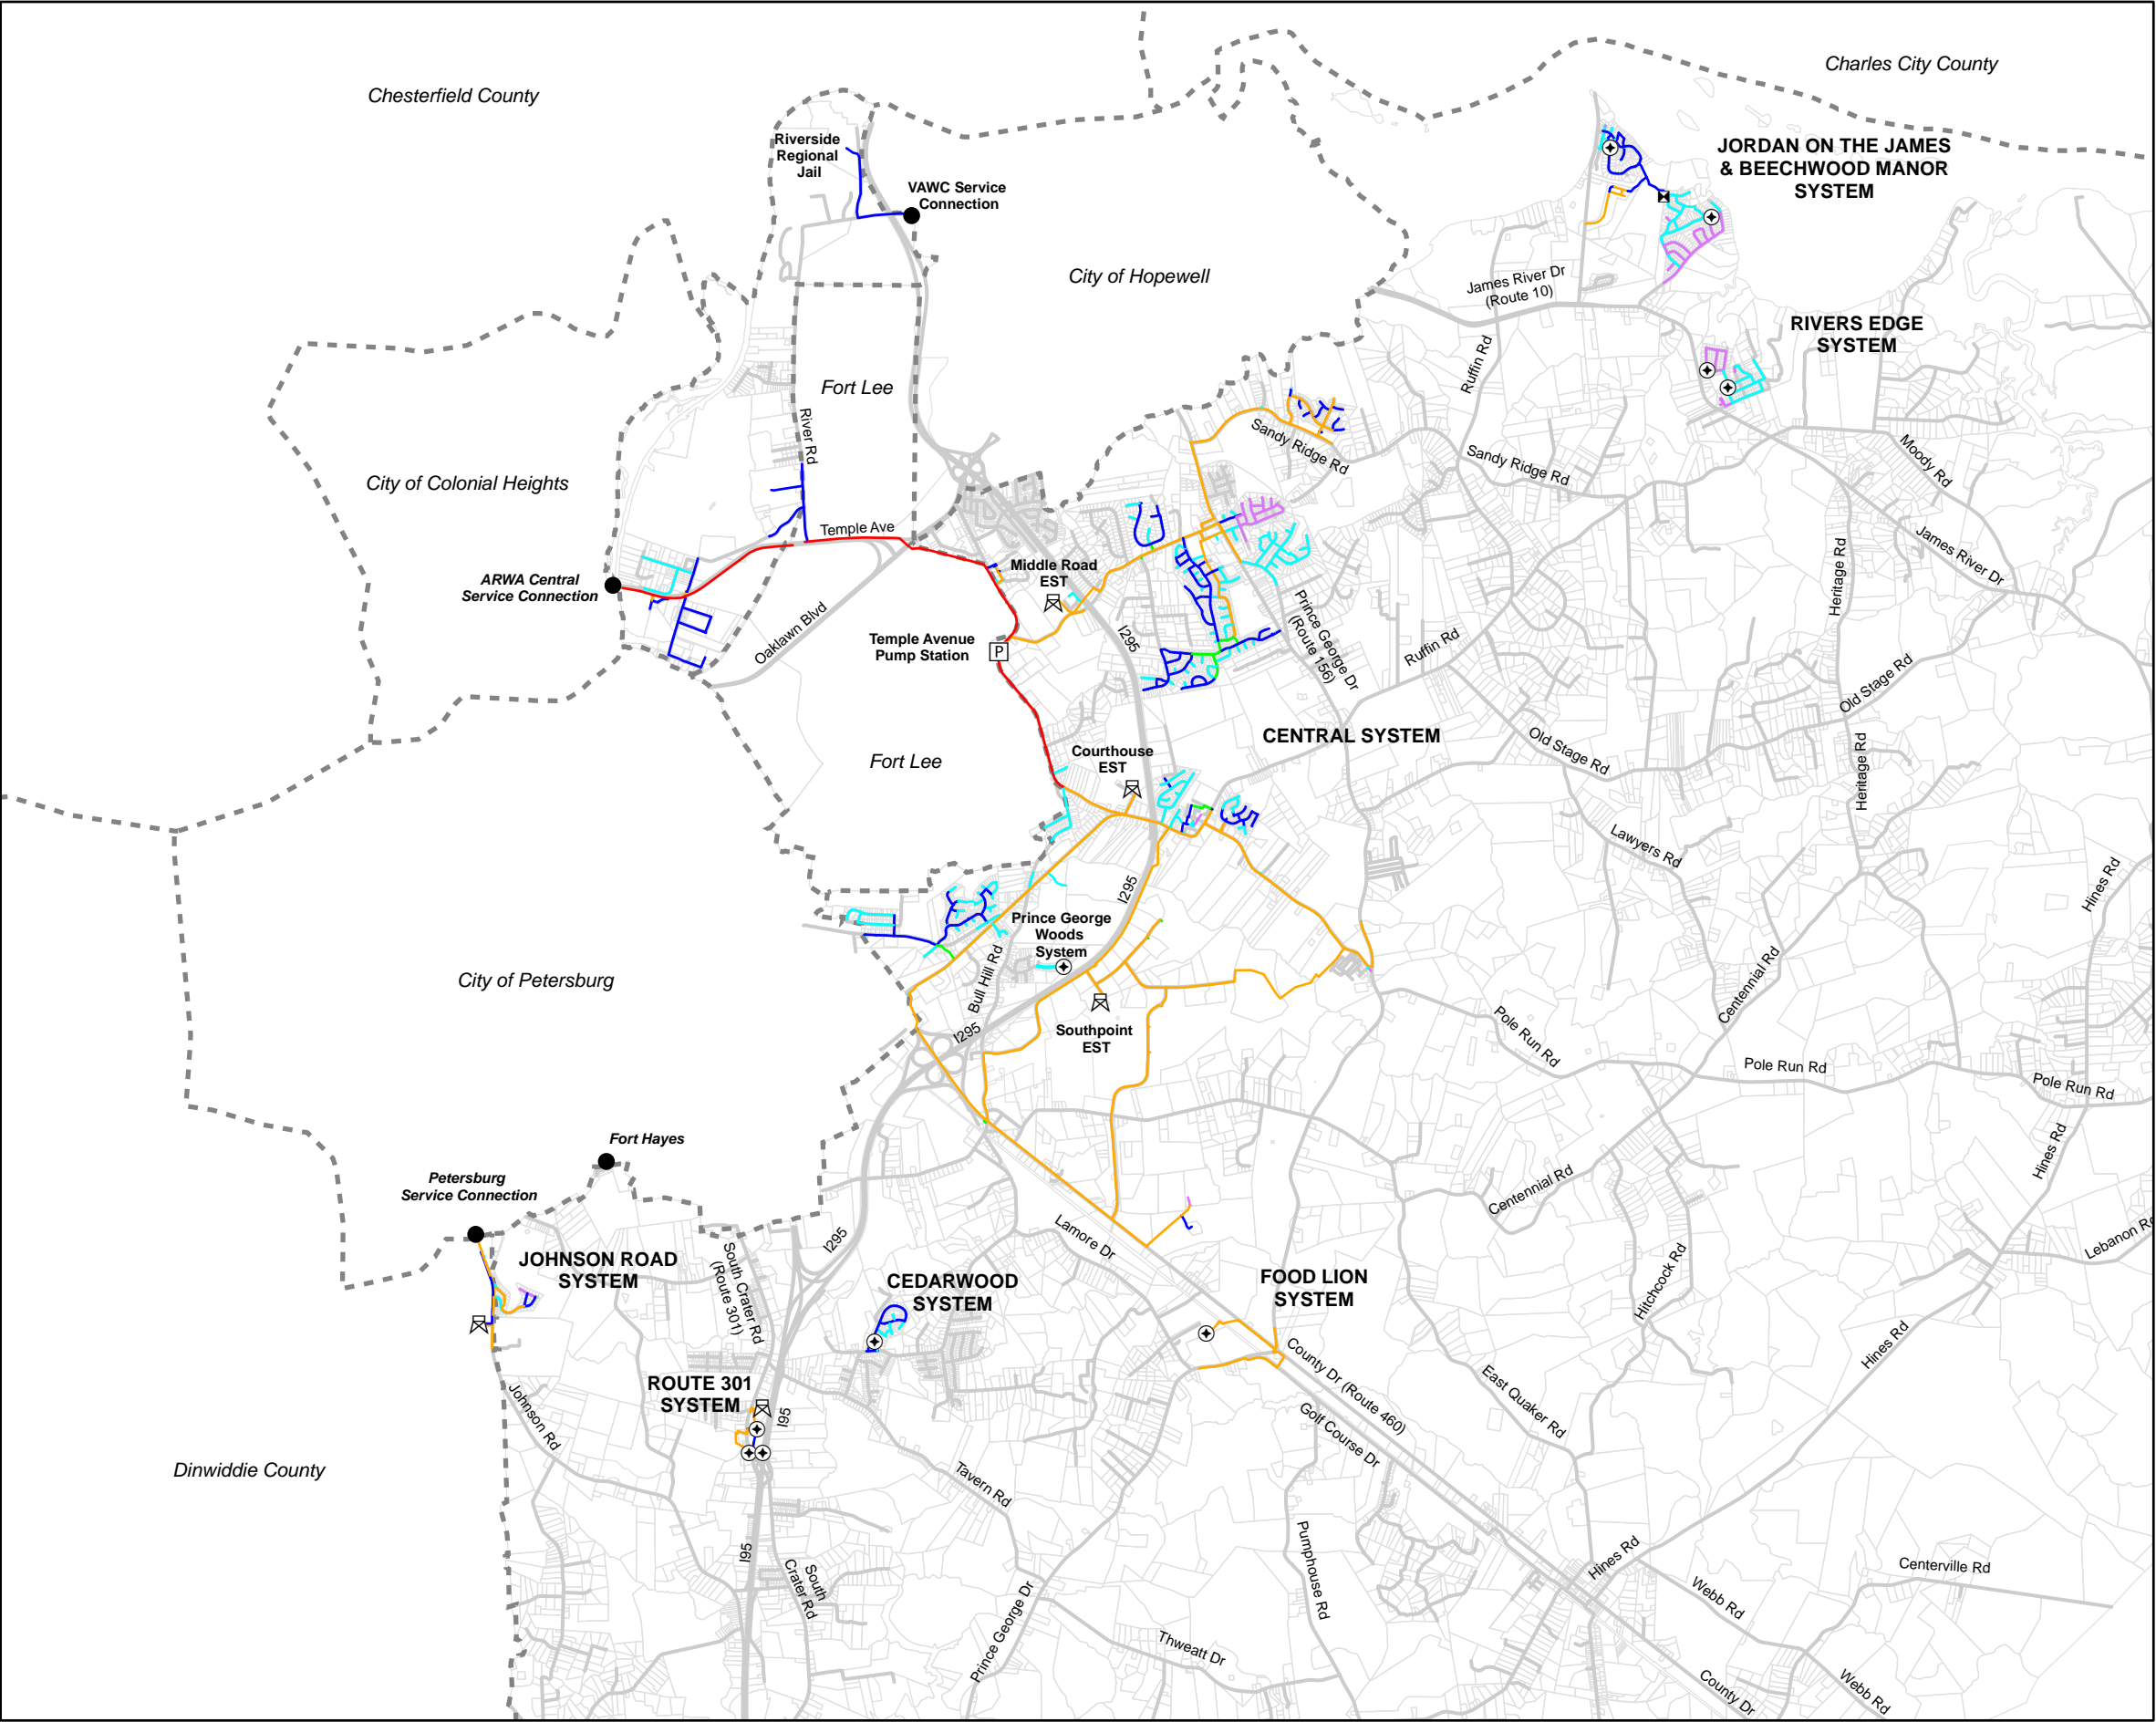 Charles City County
Chesterfield County
Riverside
Regional
Jail
JORDAN ON THE JAMES
& BEECHWOOD MANOR
SYSTEM
VAWC Service
Connection
City of Hopewell
James River Dr
(Route 10)
RIVERS EDGE
SYSTEM
Ruffin Rd
Fort Lee
River Rd
Sandy Ridge Rd
Sandy Ridge Rd
Moody Rd
City of Colonial Heights
Temple Ave
James River Dr
Heritage Rd
Middle Road
EST
ARWA Central
Service Connection
Oaklawn Blvd
Temple Avenue
Pump Station
P
I295
Prince George Dr
(Route 156)
Ruffin Rd
Old Stage Rd
CENTRAL SYSTEM
Old Stage Rd
Heritage Rd
Courthouse
EST
Fort Lee
Lawyers Rd
Hines Rd
I295
Prince George
Woods
System
Bull Hill Rd
City of Petersburg
Centennial Rd
I295
Southpoint
EST
Pole Run Rd
Pole Run Rd
Pole Run Rd
Fort Hayes
Hines Rd
Petersburg
Service Connection
Centennial Rd
Lamore Dr
I295
Lebanon Rd
JOHNSON ROAD
SYSTEM
South Crater Rd
(Route 301)
CEDARWOOD
SYSTEM
FOOD LION
SYSTEM
Hitchcock Rd
Hines Rd
County Dr (Route 460)
ROUTE 301
SYSTEM
East Quaker Rd
Johnson Rd
I95
Golf Course Dr
Dinwiddie County
Tavern Rd
I95
South
Crater Rd
Pumphouse Rd
Hines Rd
Centerville Rd
Webb Rd
Prince George Dr
Thweatt Dr
County Dr
Webb Rd